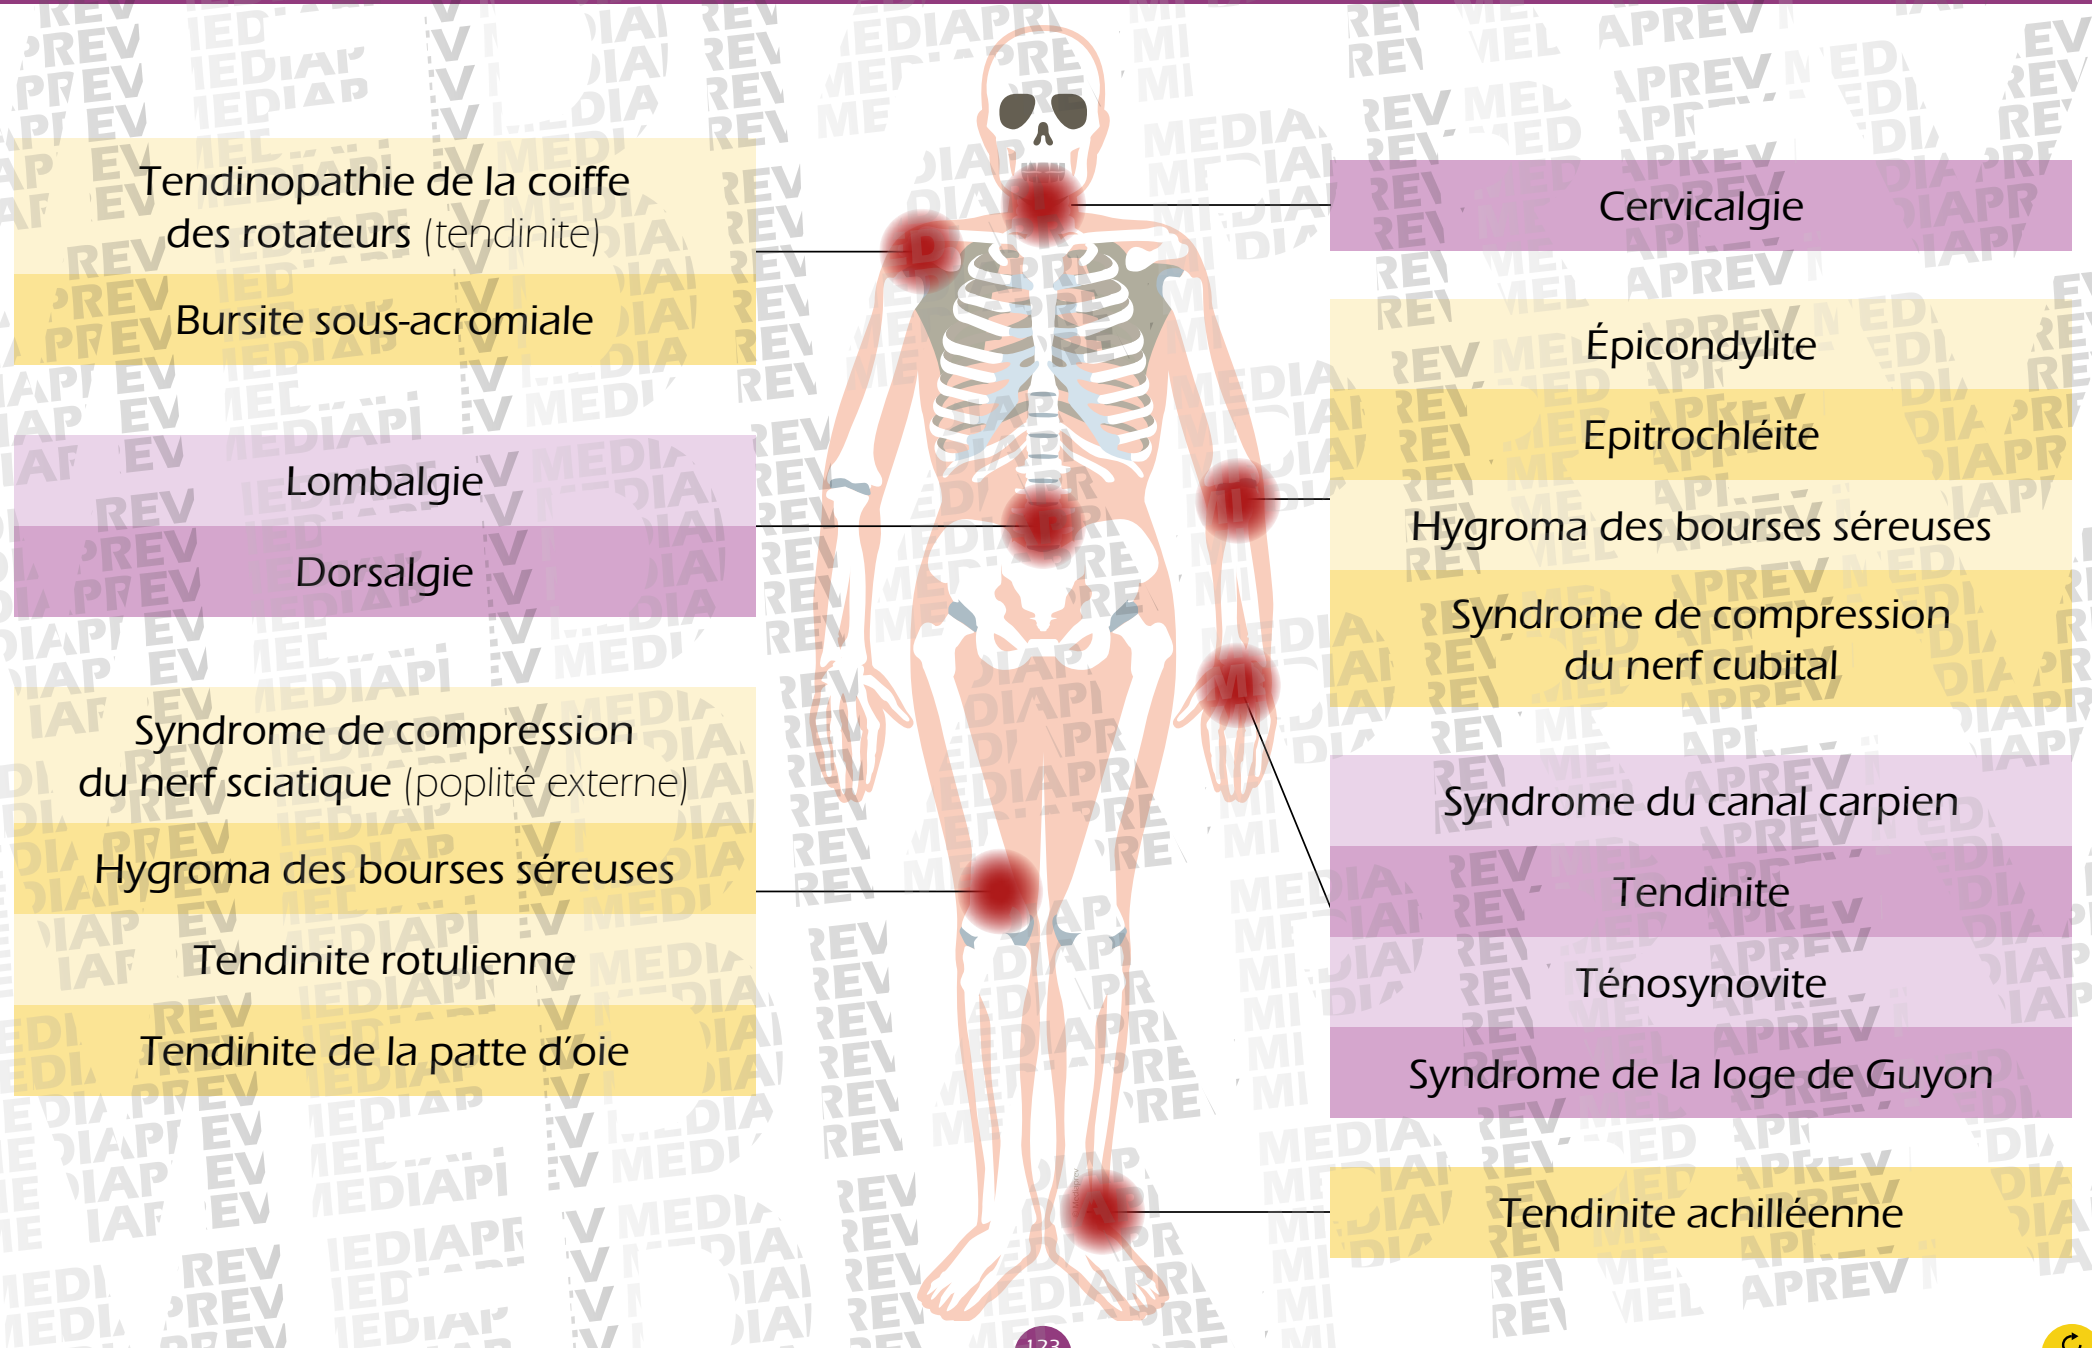 Tendinopathie de la coiffe
des rotateurs (tendinite)
Bursite sous-acromiale
Lombalgie
Dorsalgie
Syndrome de compression
du nerf sciatique (poplité externe)
Hygroma des bourses séreuses
Tendinite rotulienne
Tendinite de la patte d’oie
Cervicalgie
Épicondylite
Epitrochléite
Hygroma des bourses séreuses
Syndrome de compression
du nerf cubital
Syndrome du canal carpien
Tendinite
Ténosynovite
Syndrome de la loge de Guyon
Tendinite achilléenne
123